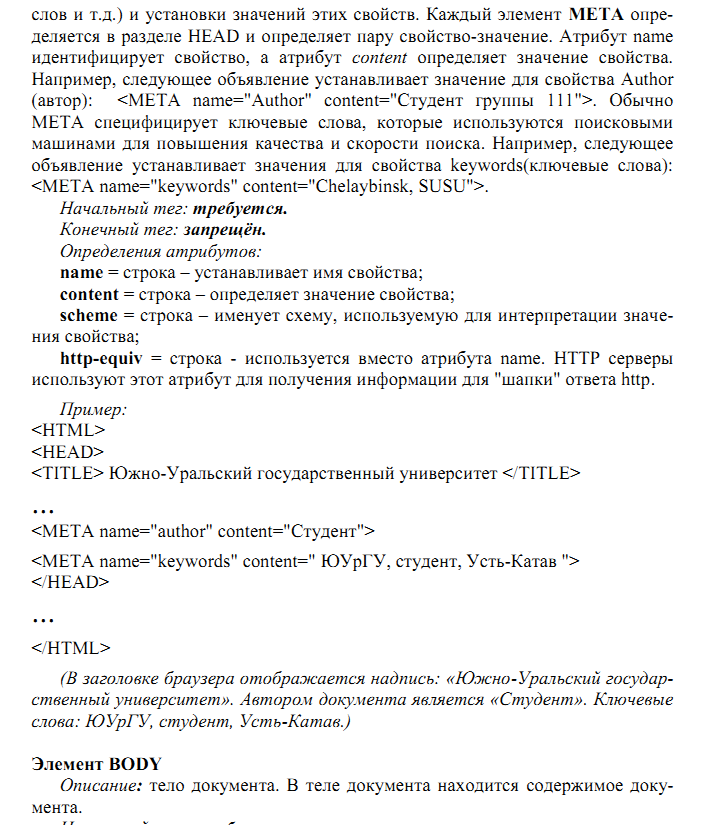 слов и т.д.) и установки значений этих свойств. Каждый элемент META опре-
деляется в разделе HEAD и определяет пару свойство-значение. Атрибут name
идентифицирует свойство, а атрибут content определяет значение свойства.
Например, следующее объявление устанавливает значение для свойства Author
(автор): <META name="Author" content="Студент группы 111">. Обычно
META специфицирует ключевые слова, которые используются поисковыми
машинами для повышения качества и скорости поиска. Например, следующее
объявление устанавливает значения для свойства keywords(ключевые слова):
<META name="keywords" content="Chelaybinsk, SUSU">.
Начальный тег: требуется.
Конечный тег: запрещён.
Определения атрибутов:
name = строка – устанавливает имя свойства;
content = строка – определяет значение свойства;
scheme = строка – именует схему, используемую для интерпретации значе-
ния свойства;
http-equiv = строка - используется вместо атрибута name. HTTP серверы
используют этот атрибут для получения информации для "шапки" ответа http.
Пример:
<HTML>
<HEAD>
<TITLE> Южно-Уральский государственный университет </TITLE>
...
<META name="author" content="Студент">
<META name="keywords" content=" ЮУрГУ, студент, Усть-Катав ">
</HEAD>
...
</HTML>
(В заголовке браузера отображается надпись: «Южно-Уральский государ-
ственный университет». Автором документа является «Студент». Ключевые
слова: ЮУрГУ, студент, Усть-Катав.)
Элемент BODY
Описание: тело документа. В теле документа находится содержимое доку-
мента.